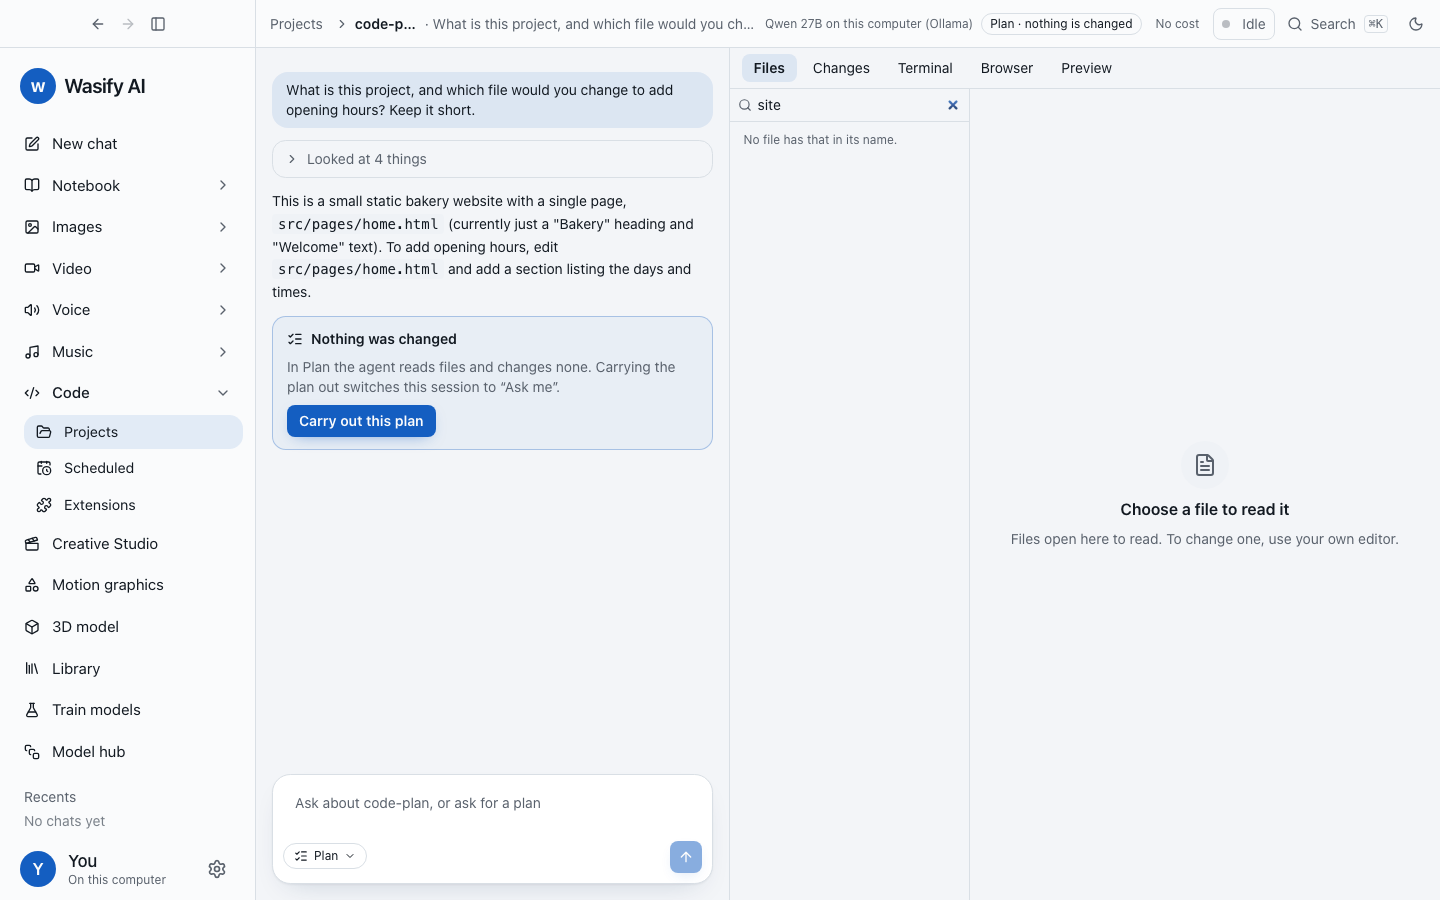 Projects
code-p...
· What is this project, and which file would you ch...
Qwen 27B on this computer (Ollama)
Plan · nothing is changed
No cost
Idle
Search
⌘K
W
Wasify AI
New chat
Notebook
Images
Video
Voice
Music
Code
Projects
Scheduled
Extensions
Creative Studio
Motion graphics
3D model
Library
Train models
Model hub
Recents
No chats yet
Y
You
On this computer
What is this project, and which file would you change to add
opening hours? Keep it short.
Looked at 4 things
This is a small static bakery website with a single page,
src/pages/home.html (currently just a "Bakery" heading and
"Welcome" text). To add opening hours, edit
src/pages/home.html and add a section listing the days and
times.
Nothing was changed
In Plan the agent reads files and changes none. Carrying the
plan out switches this session to “Ask me”.
Carry out this plan
Ask about code-plan, or ask for a plan
Plan
Files
Changes
Terminal
Browser
Preview
site
No file has that in its name.
Choose a file to read it
Files open here to read. To change one, use your own editor.